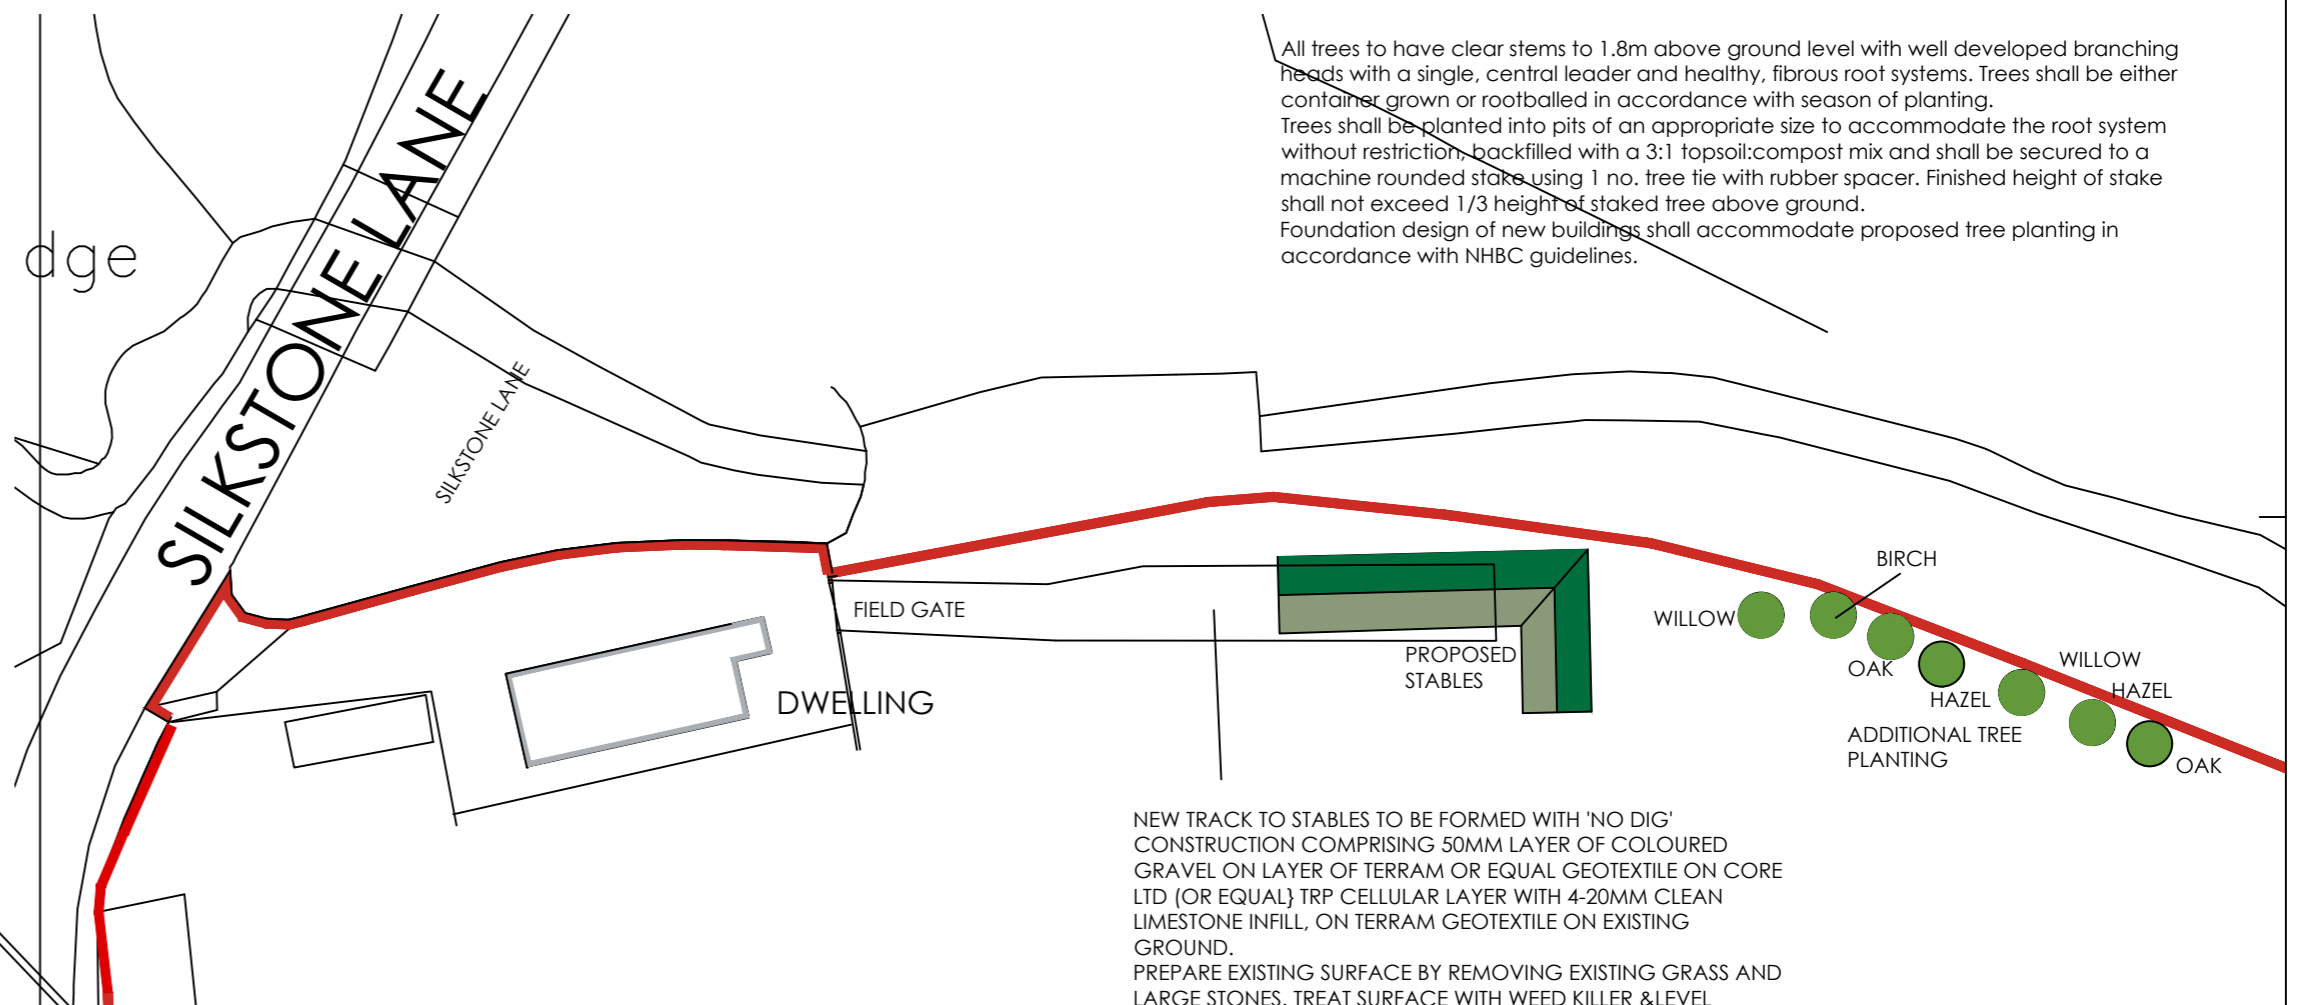 All trees to have clear stems to 1.8m above ground level with well developed branching
heads with a single, central leader and healthy, fibrous root systems. Trees shall be either
container grown or rootballed in accordance with season of planting.
Trees shall be planted into pits of an appropriate size to accommodate the root system
without restriction, backfilled with a 3:1 topsoil:compost mix and shall be secured to a
machine rounded stake using 1 no. tree tie with rubber spacer. Finished height of stake
shall not exceed 1/3 height of staked tree above ground.
Foundation design of new buildings shall accommodate proposed tree planting in
accordance with NHBC guidelines.
dge
SILKSTONE LANE
SILKSTONE LANE
FIELD GATE
DWELLING
PROPOSED
STABLES
BIRCH
WILLOW
OAK
HAZEL
WILLOW
HAZEL
OAK
ADDITIONAL TREE
PLANTING
NEW TRACK TO STABLES TO BE FORMED WITH 'NO DIG'
CONSTRUCTION COMPRISING 50MM LAYER OF COLOURED
GRAVEL ON LAYER OF TERRAM OR EQUAL GEOTEXTILE ON CORE
LTD (OR EQUAL} TRP CELLULAR LAYER WITH 4-20MM CLEAN
LIMESTONE INFILL, ON TERRAM GEOTEXTILE ON EXISTING
GROUND.
PREPARE EXISTING SURFACE BY REMOVING EXISTING GRASS AND
LARGE STONES. TREAT SURFACE WITH WEED KILLER &LEVEL